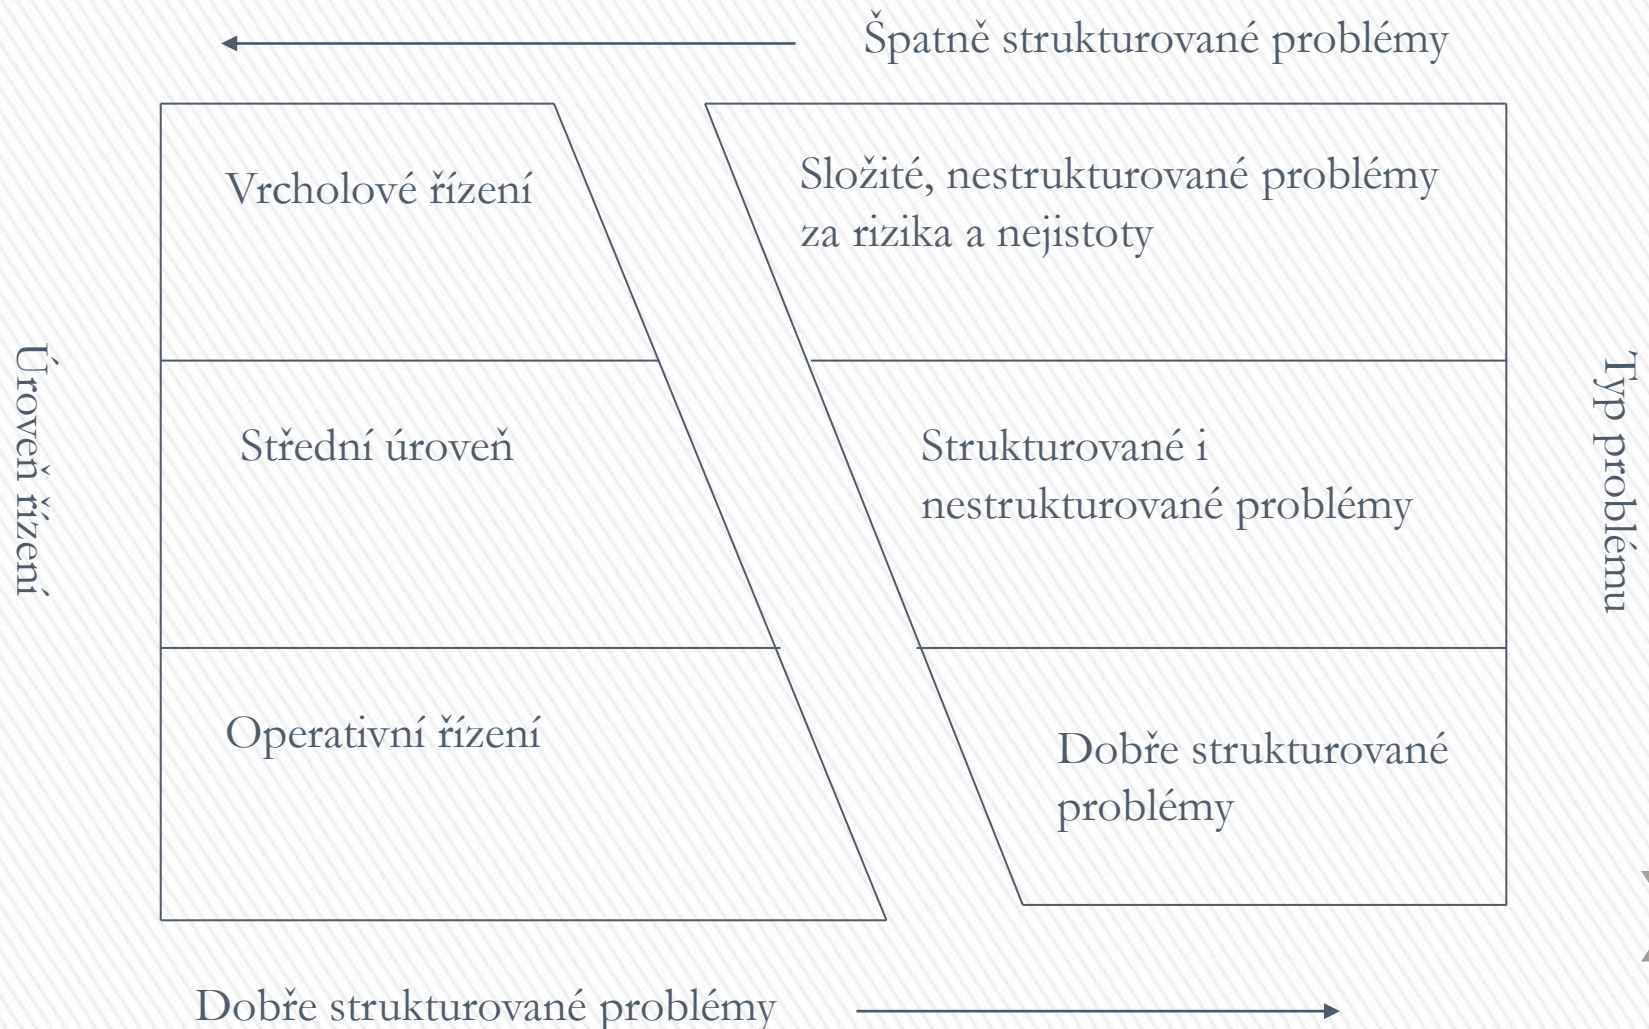 Špatně strukturované problémy
Vrcholové řízení
Složité, nestrukturované problémy
za rizika a nejistoty
Úroveň řízení
Typ problému
Střední úroveň
Strukturované i
nestrukturované problémy
Operativní řízení
Dobře strukturované
problémy
Dobře strukturované problémy